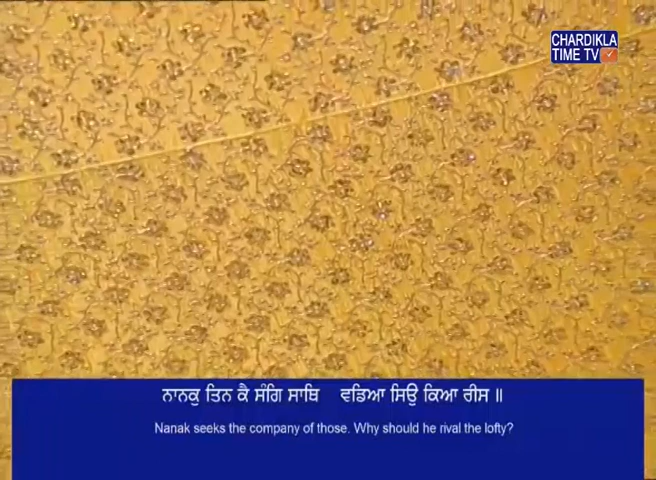 CHARDIKLA
TIME TV
ਨਾਨਕੁ ਤਿਨ ਕੈ ਸੰਗਿ ਸਾਥਿ ਵਡਿਆ ਸਿਉ ਕਿਆ ਰੀਸ ॥
Nanak seeks the company of those. Why should he rival the lofty?